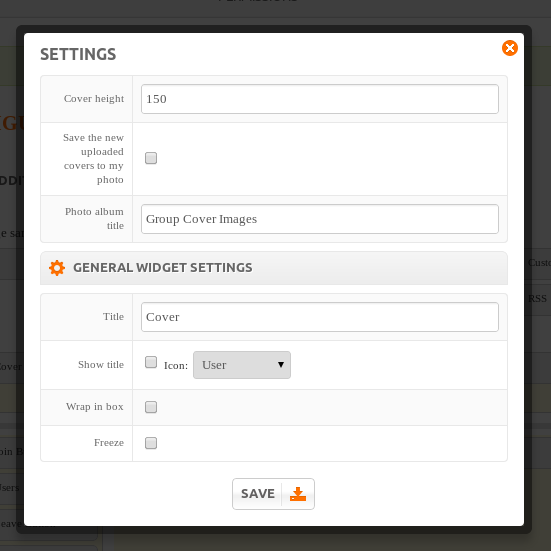 SETTINGS
Cover height
150
Save the new
uploaded
covers to my
photo
Photo album
title
Group Cover Images
GENERAL WIDGET SETTINGS
Title
Cover
Show title
Icon:
User
Wrap in box
Freeze
SAVE
RSS